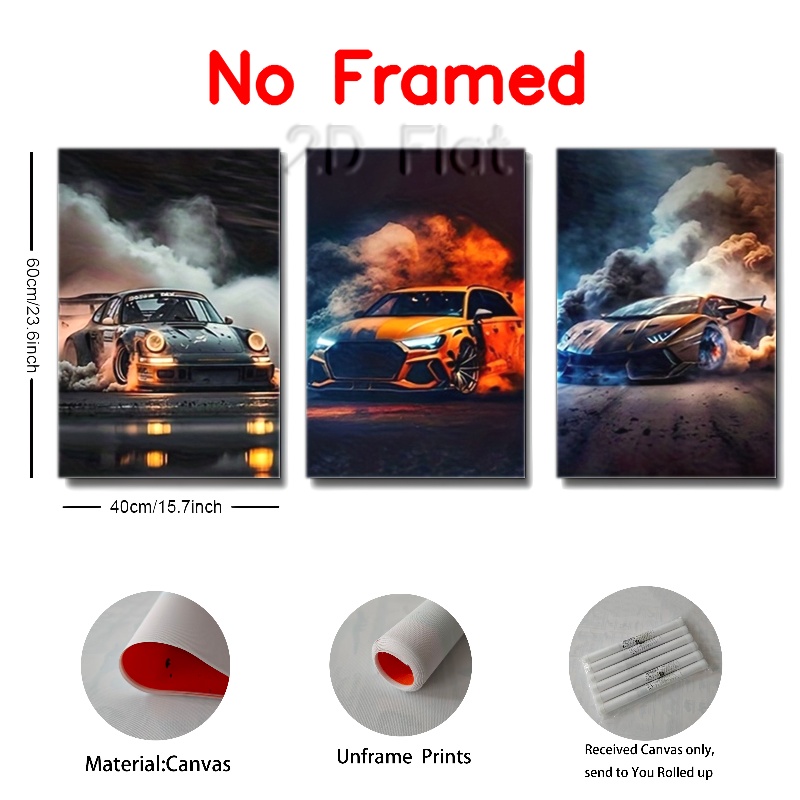 No Framed
2D Flat
60cm/23.6inch
40cm/15.7inch
Material:Canvas
Unframe Prints
Received Canvas only,
send to You Rolled up